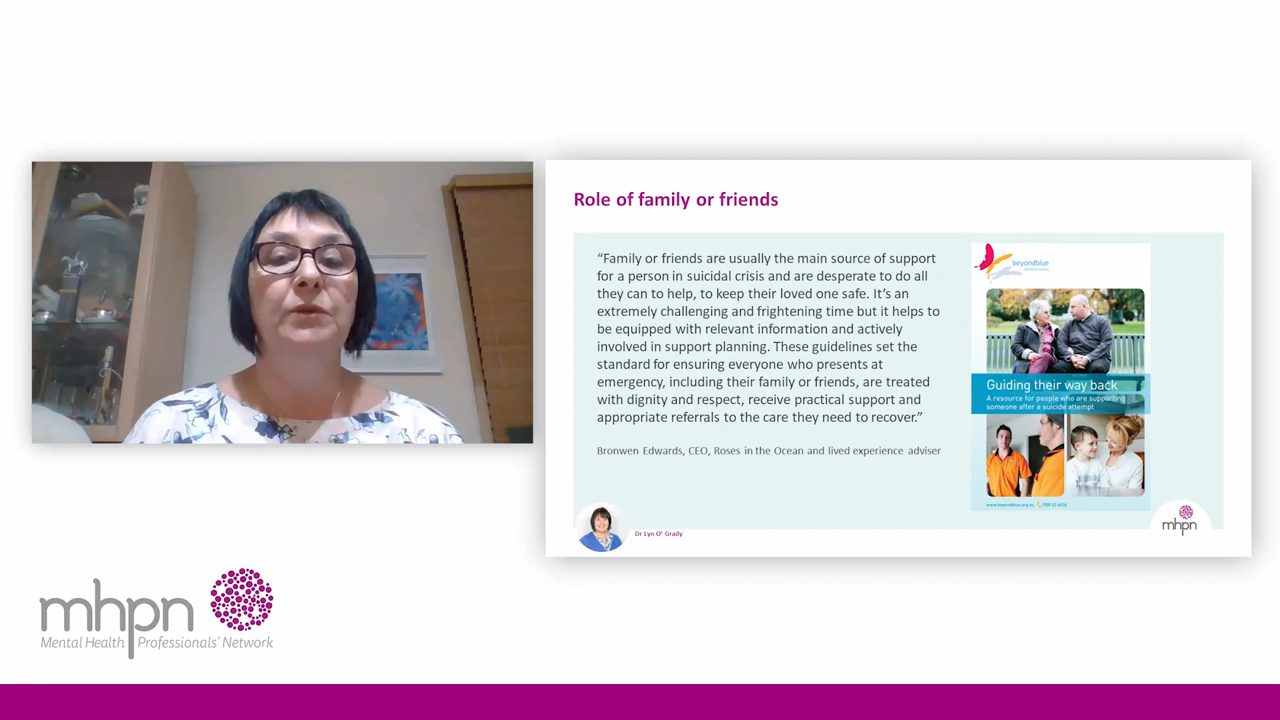 Role of family or friends
“Family or friends are usually the main source of support
for a person in suicidal crisis and are desperate to do all
they can to help, to keep their loved one safe. It’s an
extremely challenging and frightening time but it helps to
be equipped with relevant information and actively
involved in support planning. These guidelines set the
standard for ensuring everyone who presents at
emergency, including their family or friends, are treated
with dignity and respect, receive practical support and
appropriate referrals to the care they need to recover.”
Bronwen Edwards, CEO, Roses in the Ocean and lived experience adviser
beyondblue
Guiding their way back
A resource for people who are supporting
someone after a suicide attempt
www.beyondblue.org.au
Dr Lyn O' Grady
mhpn
mhpn
Mental Health Professionals' Network